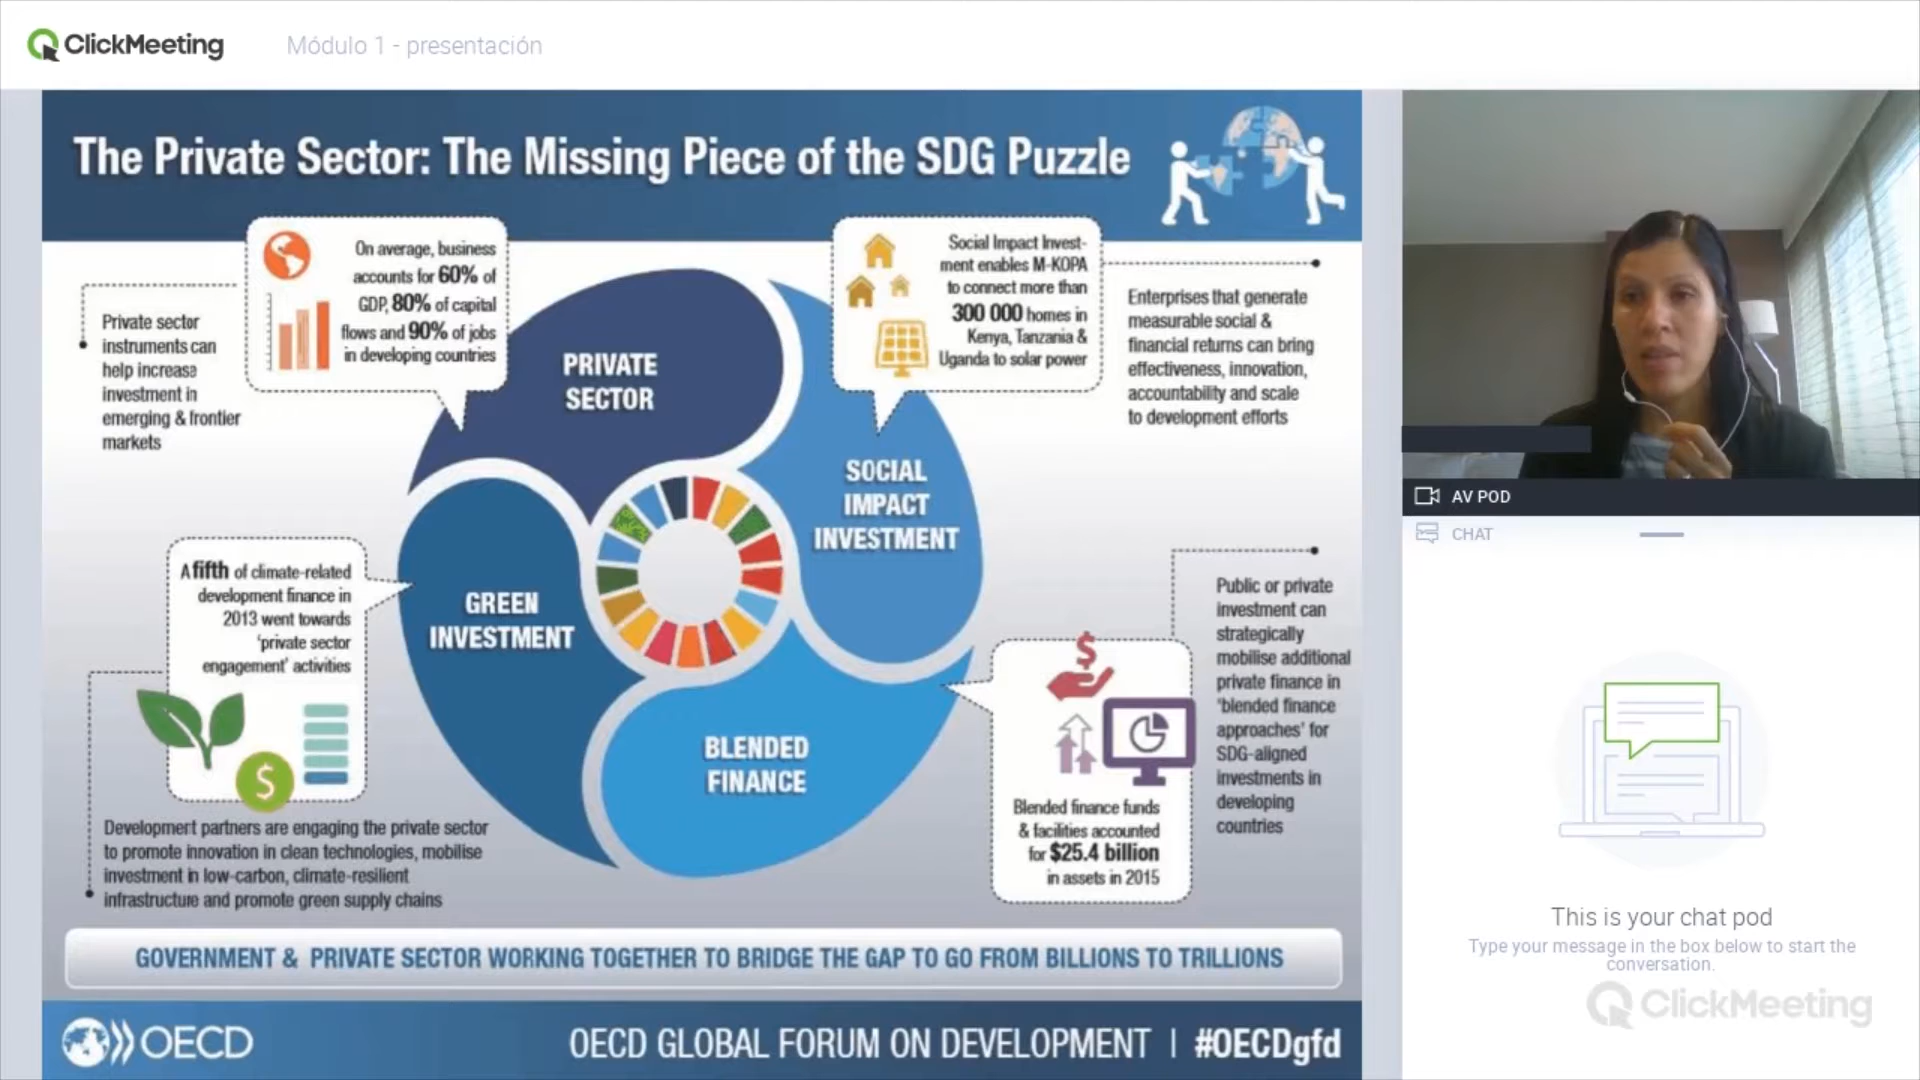 ClickMeeting
Módulo 1 - presentación
The Private Sector: The Missing Piece of the SDG Puzzle
On average, business
accounts for 60% of
GDP, 80% of capital
flows and 90% of jobs
in developing countries
Private sector
instruments can
help increase
investment in
emerging & frontier
markets
PRIVATE
SECTOR
Social Impact Invest-
ment enables M-KOPA
to connect more than
300 000 homes in
Kenya, Tanzania &
Uganda to solar power
Enterprises that generate
measurable social &
financial returns can bring
effectiveness, innovation,
accountability and scale
to development efforts
SOCIAL
IMPACT
INVESTMENT
A fifth of climate-related
development finance in
2013 went towards
'private sector
engagement' activities
$
GREEN
INVESTMENT
Development partners are engaging the private sector
to promote innovation in clean technologies, mobilise
investment in low-carbon, climate-resilient
infrastructure and promote green supply chains
BLENDED
FINANCE
$
Blended finance funds
& facilities accounted
for $25.4 billion
in assets in 2015
Public or private
investment can
strategically
mobilise additional
private finance in
'blended finance
approaches' for
SDG-aligned
investments in
developing
countries
GOVERNMENT & PRIVATE SECTOR WORKING TOGETHER TO BRIDGE THE GAP TO GO FROM BILLIONS TO TRILLIONS
OECD
OECD GLOBAL FORUM ON DEVELOPMENT | #OECDgfd
AV POD
CHAT
This is your chat pod
Type your message in the box below to start the
conversation.
ClickMeeting